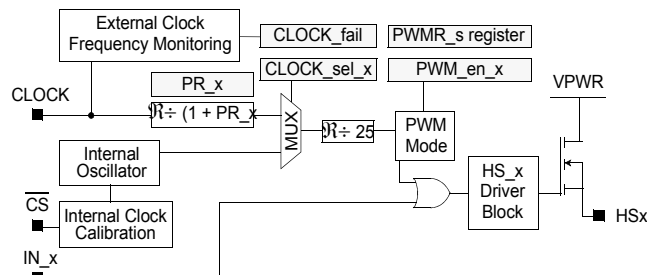 External Clock
Frequency Monitoring
CLOCK_fail
PWMR_s register
CLOCK_sel_x
PWM_en_x
PR_x
VPWR
CLOCK
ℜ÷ (1 + PR_x
MUX
ℜ÷ 25
PWM
Mode
Internal
Oscillator
HS_x
Driver
Block
CS
Internal Clock
Calibration
HSx
IN_x